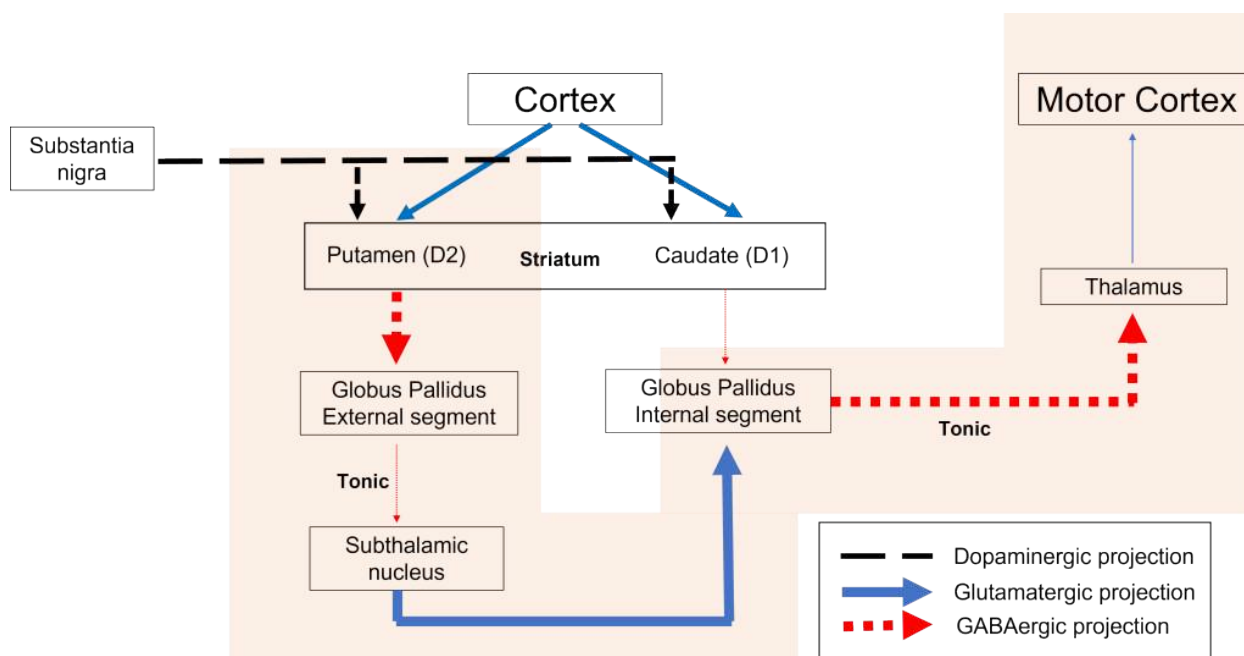 Cortex
Motor Cortex
Substantia
nigra
Putamen (D2)
Striatum
Caudate (D1)
Thalamus
Globus Pallidus
External segment
Globus Pallidus
Internal segment
Tonic
Tonic
Subthalamic
nucleus
Dopaminergic projection
Glutamatergic projection
GABAergic projection